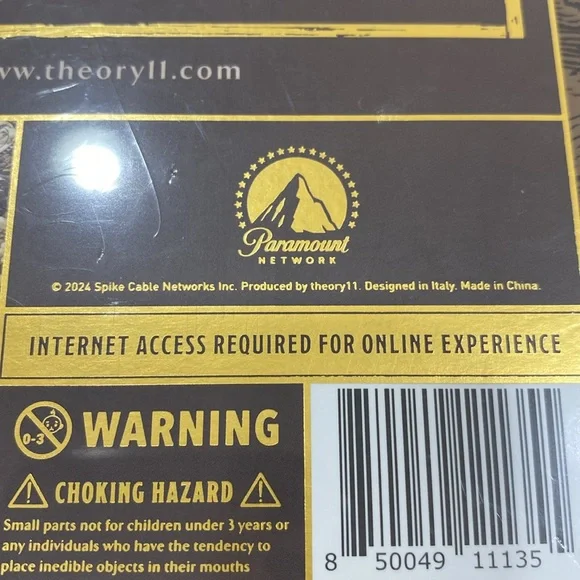 www.theory11.com
Paramount
NETWORK
© 2024 Spike Cable Networks Inc. Produced by theory11. Designed in Italy. Made in China.
INTERNET ACCESS REQUIRED FOR ONLINE EXPERIENCE
0-3
WARNING
CHOKING HAZARD
Small parts not for children under 3 years or
any individuals who have the tendency to
place inedible objects in their mouths
8 50049 11135